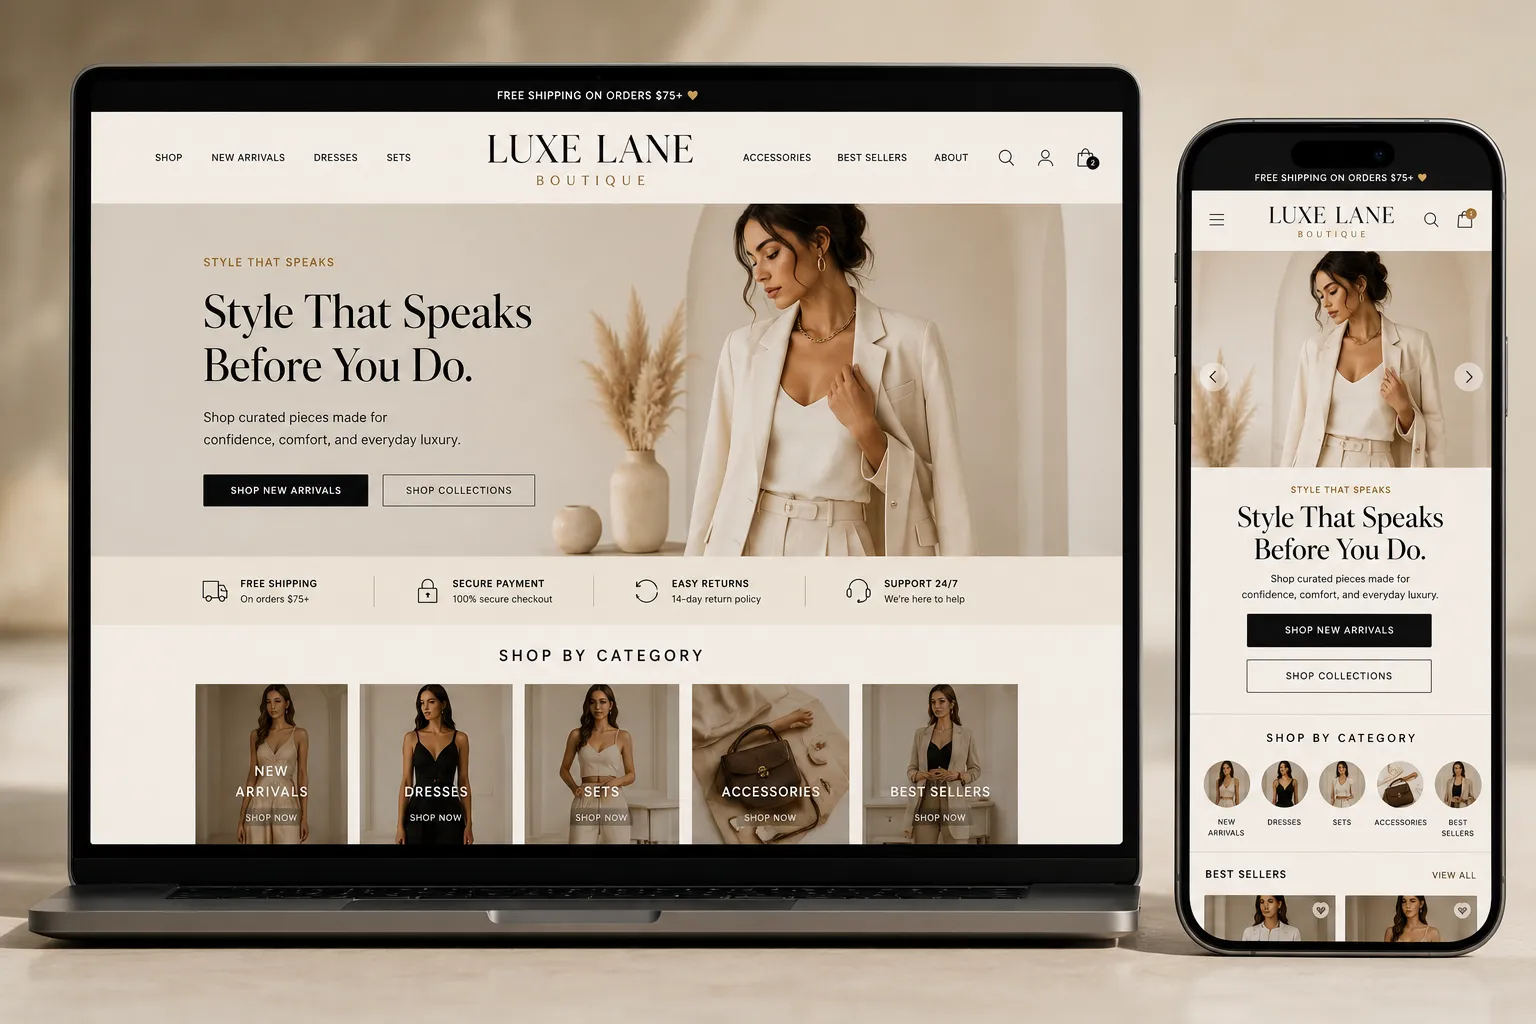 FREE SHIPPING ON ORDERS $75+
SHOP
NEW ARRIVALS
DRESSES
SETS
LUXE LANE
BOUTIQUE
ACCESSORIES
BEST SELLERS
ABOUT
2
STYLE THAT SPEAKS
Style That Speaks
Before You Do.
Shop curated pieces made for
confidence, comfort, and everyday luxury.
SHOP NEW ARRIVALS
SHOP COLLECTIONS
FREE SHIPPING
On orders $75+
SECURE PAYMENT
100% secure checkout
EASY RETURNS
14-day return policy
SUPPORT 24/7
We're here to help
SHOP BY CATEGORY
NEW
ARRIVALS
SHOP NOW
DRESSES
SHOP NOW
SETS
SHOP NOW
ACCESSORIES
SHOP NOW
BEST SELLERS
SHOP NOW
FREE SHIPPING ON ORDERS $75+
LUXE LANE
BOUTIQUE
STYLE THAT SPEAKS
Style That Speaks
Before You Do.
Shop curated pieces made for
confidence, comfort, and everyday luxury.
SHOP NEW ARRIVALS
SHOP COLLECTIONS
SHOP BY CATEGORY
NEW
ARRIVALS
DRESSES
SETS
ACCESSORIES
BEST
SELLERS
BEST SELLERS
VIEW ALL